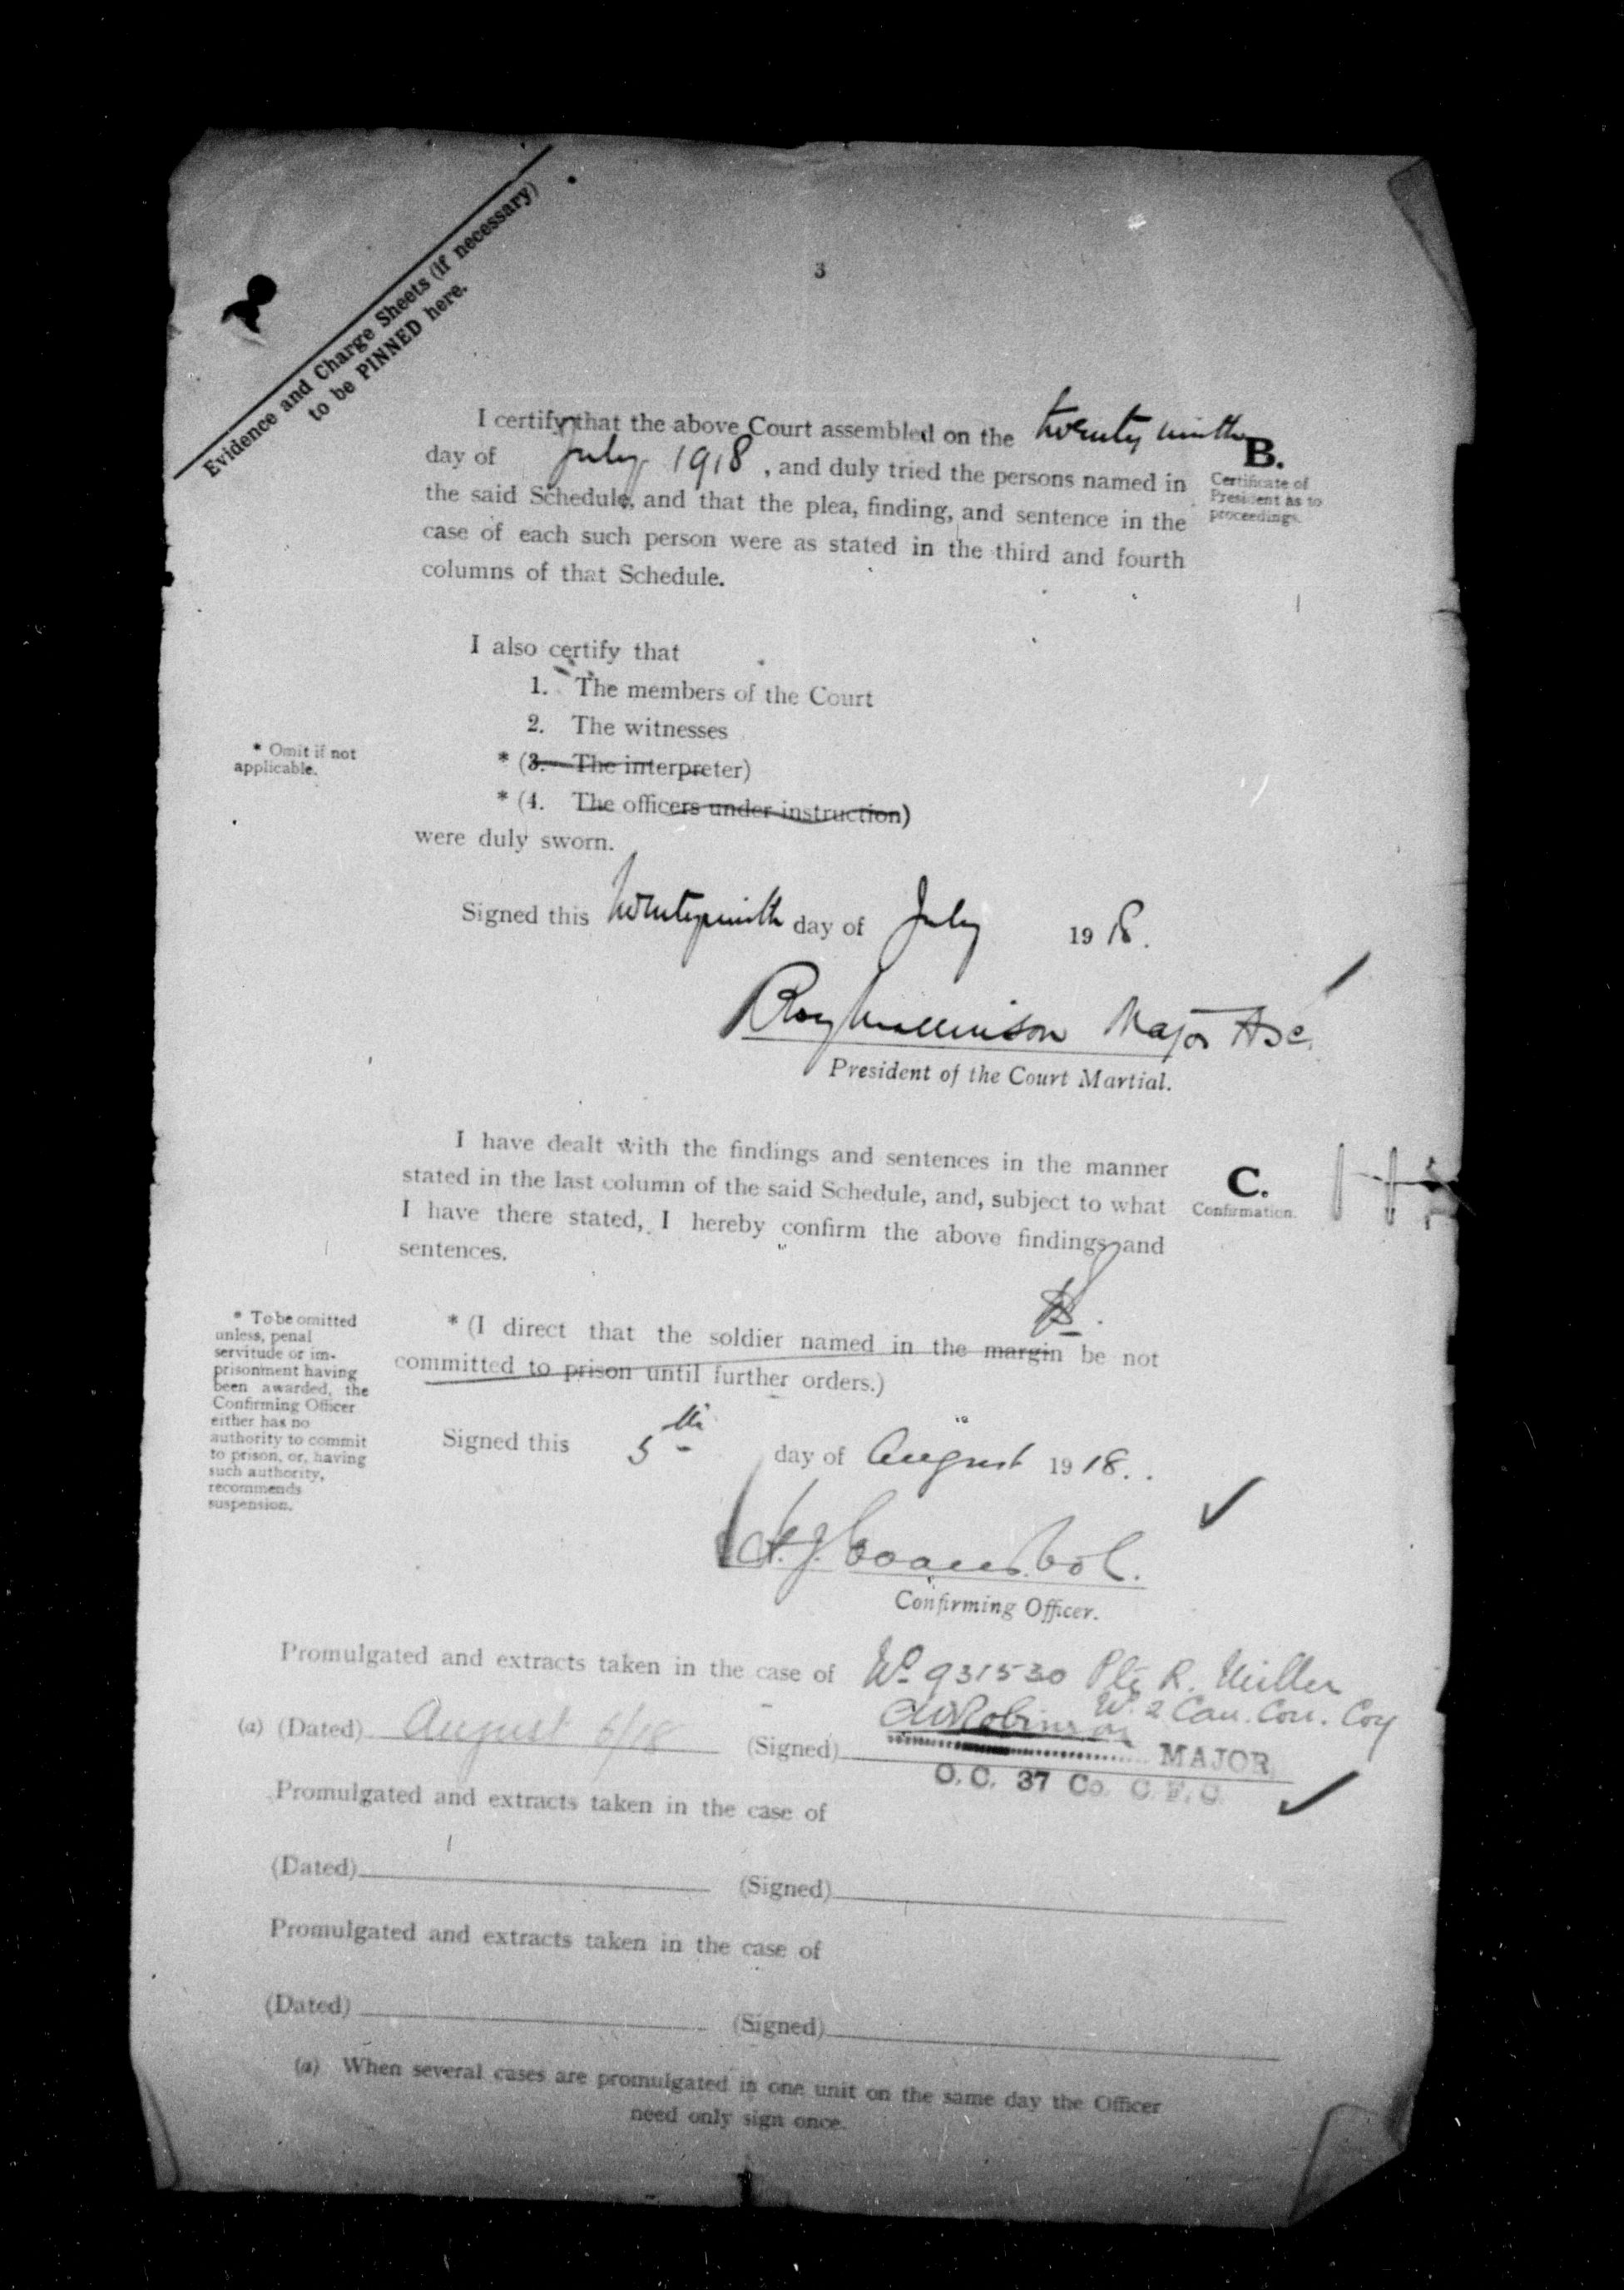 Evidence and Charge Sheets (if necessary)
to be PINNED here.
3
I certify that the above Court assembled on the twenty ninth
day of July 1918, and duly tried the persons named in
the said Schedule, and that the plea, finding, and sentence in the
case of each such person were as stated in the third and fourth
columns of that Schedule.
B.
Certificate of
President as to
proceedings.
I also certify that
1. The members of the Court
2. The witnesses
* (3. The interpreter)
* (4. The officers under instruction)
were duly sworn.
* Omit if not
applicable.
Signed this twentyninth day of July 1918.
Major ASC.
President of the Court Martial.
I have dealt with the findings and sentences in the manner
stated in the last column of the said Schedule, and, subject to what
I have there stated, I hereby confirm the above findings and
sentences.
C.
Confirmation.
* (I direct that the soldier named in the margin be not
committed to prison until further orders.)
* To be omitted
unless, penal
servitude or im-
prisonment having
been awarded, the
Confirming Officer
either has no
authority to commit
to prison, or, having
such authority,
recommends
suspension.
Signed this 5th day of August 1918.
Col.
Confirming Officer.
Promulgated and extracts taken in the case of No 931530 Pte R. Miller
No 2 Can. Con. Coy
(a) (Dated) August 6/18 (Signed) Robinson MAJOR
O.C. 37 Co. C.F.C.
Promulgated and extracts taken in the case of
(Dated) (Signed)
Promulgated and extracts taken in the case of
(Dated) (Signed)
(a) When several cases are promulgated in one unit on the same day the Officer
need only sign once.